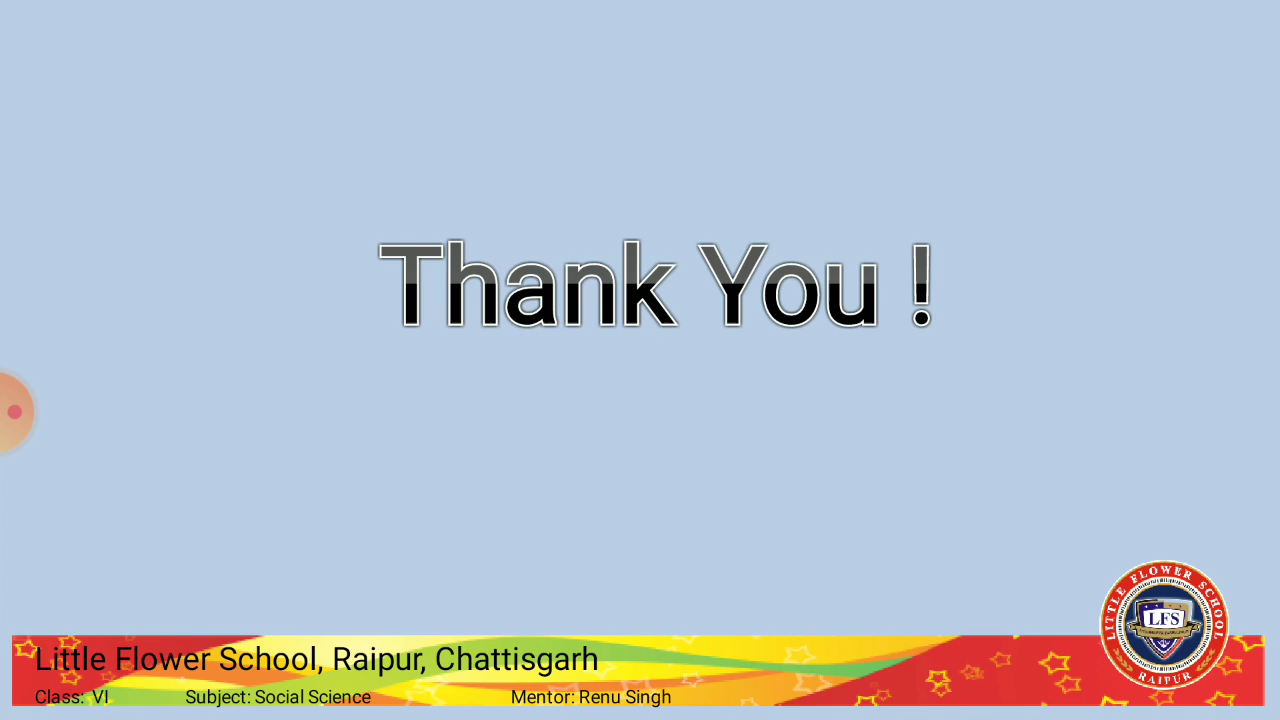 Thank You !
Little Flower School, Raipur, Chattisgarh
Class: VI Subject: Social Science Mentor: Renu Singh
LITTLE FLOWER SCHOOL
LFS
RAIPUR